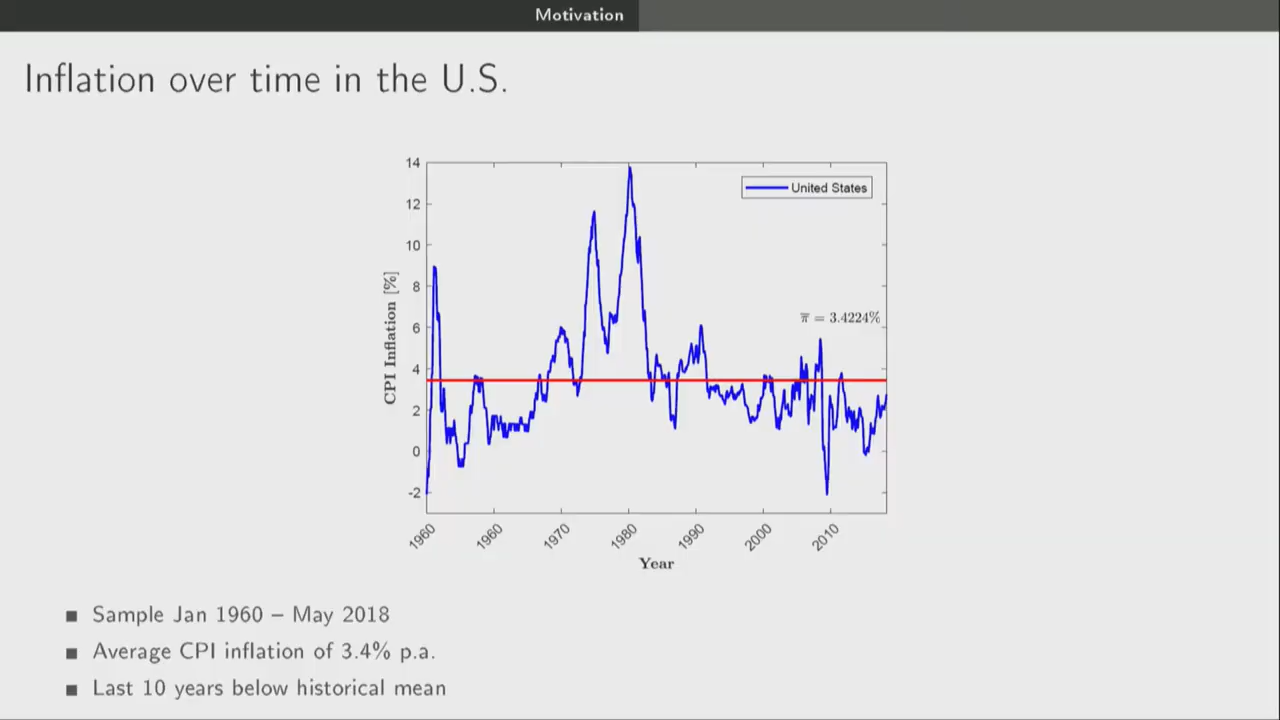 Motivation
Inflation over time in the U.S.
14
12
10
8
6
4
2
0
-2
CPI Inflation [%]
United States
π̅ = 3.4224%
1960
1960
1970
1980
1990
2000
2010
Year
Sample Jan 1960 – May 2018
Average CPI inflation of 3.4% p.a.
Last 10 years below historical mean